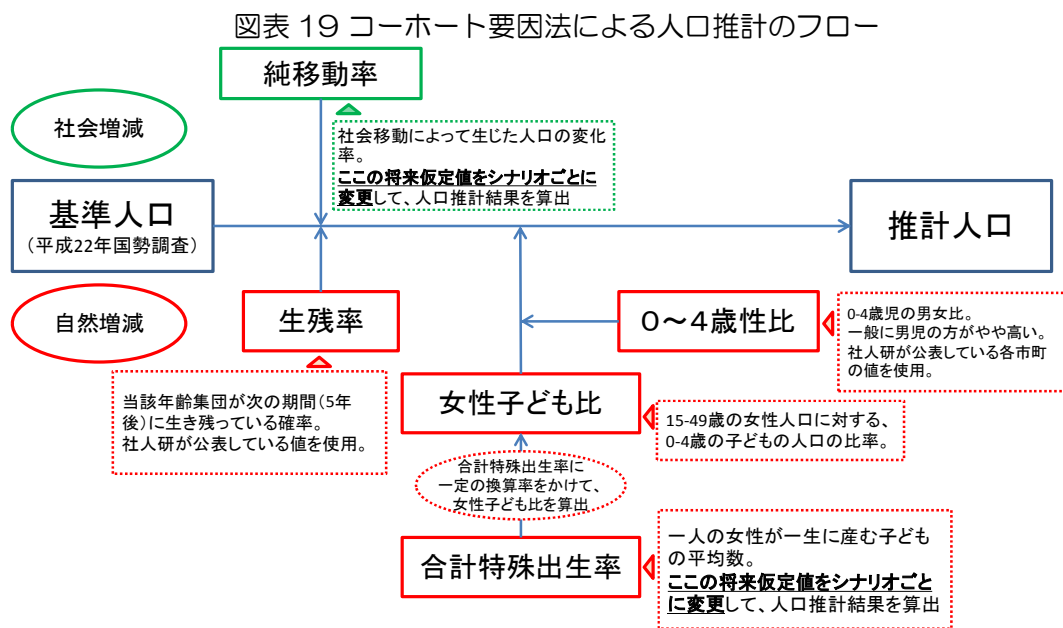 図表 19 コーホート要因法による人口推計のフロー
純移動率
社会増減
社会移動によって生じた人口の変化
率。
ここの将来仮定値をシナリオごとに
変更して、人口推計結果を算出
基準人口
（平成22年国勢調査）
推計人口
自然増減
生残率
0～4歳性比
0-4歳児の男女比。
一般に男児の方がやや高い。
社人研が公表している各市町
の値を使用。
当該年齢集団が次の期間（5年
後）に生き残っている確率。
社人研が公表している値を使用。
女性子ども比
15-49歳の女性人口に対する、
0-4歳の子どもの人口の比率。
合計特殊出生率に
一定の換算率をかけて、
女性子ども比を算出
合計特殊出生率
一人の女性が一生に産む子ども
の平均数。
ここの将来仮定値をシナリオごと
に変更して、人口推計結果を算出